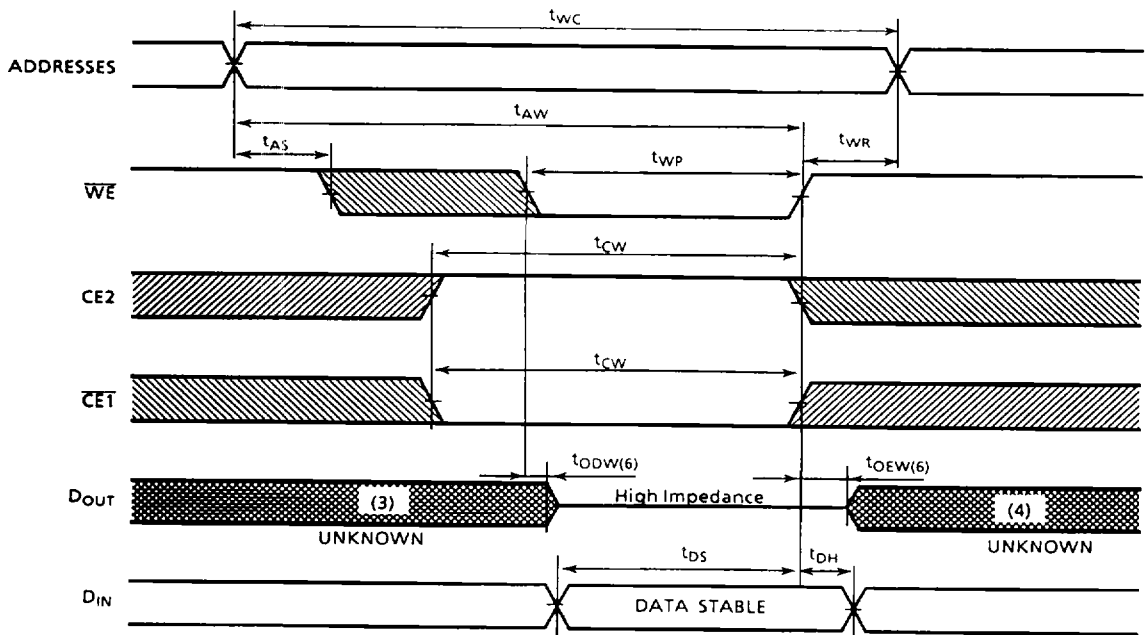 tWC
ADDRESSES
tAW
tAS
tWP
tWR
WE
tCW
CE2
tCW
CE1
tODW(6)
tOEW(6)
DOUT
(3)
High Impedance
(4)
UNKNOWN
UNKNOWN
tDS
tDH
DIN
DATA STABLE